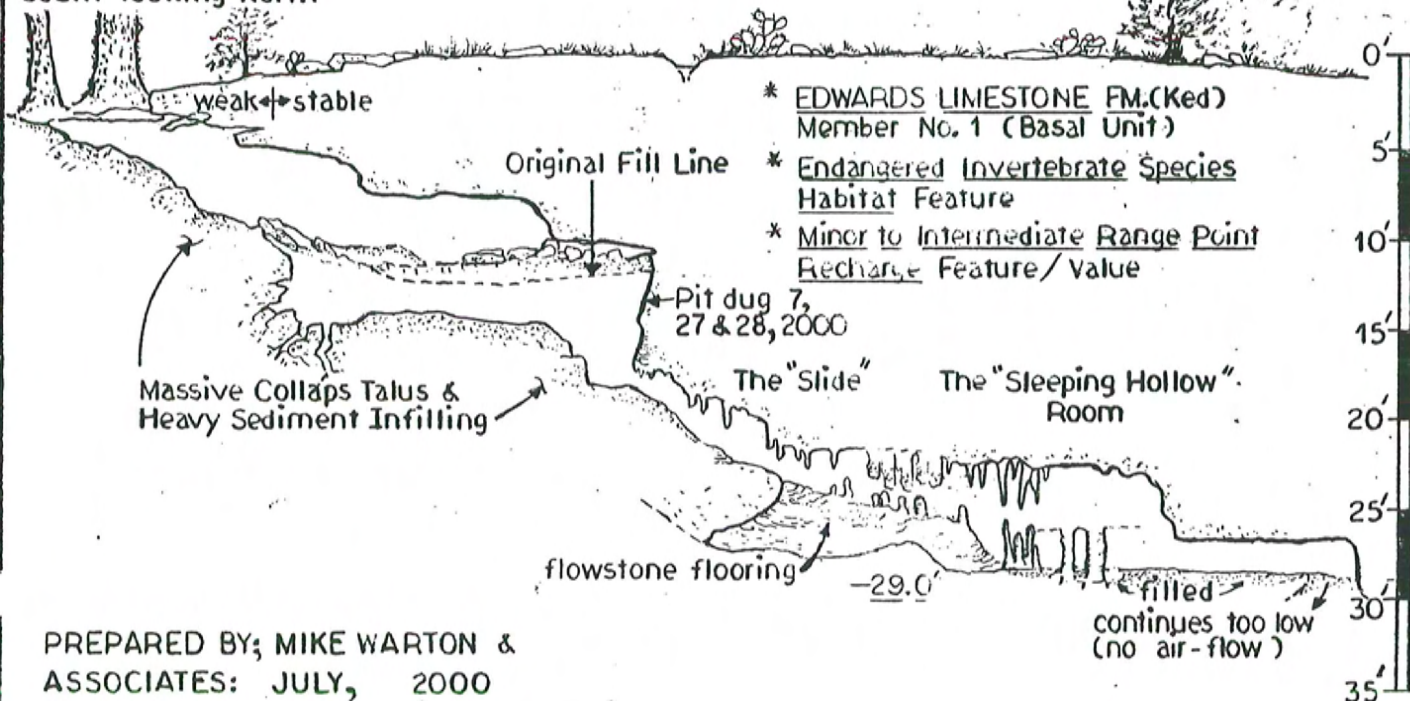 weak stable
0'
* EDWARDS LIMESTONE FM.(Ked)
Member No. 1 (Basal Unit)
5'
Original Fill Line
* Endangered Invertebrate Species
Habitat Feature
* Minor to Intermediate Range Point
Recharge Feature/Value
10'
Pit dug 7,
27 & 28, 2000
15'
The "Slide"
The "Sleeping Hollow".
Room
Massive Collaps Talus &
Heavy Sediment Infilling
20'
25'
flowstone flooring
-29.0'
filled
30'
continues too low
(no air-flow)
PREPARED BY; MIKE WARTON &
ASSOCIATES: JULY, 2000
35'